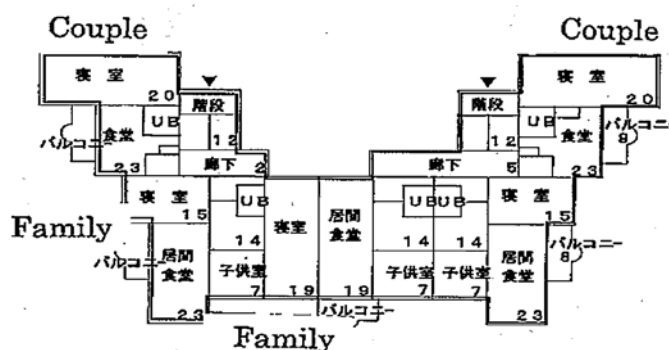 Couple
Couple
寝室
20
寝室
20
階段
12
階段
12
UB
食堂
23
バルコニー
UB
食堂
23
バルコニー
8
廊下
2
廊下
5
寝室
15
UB
14
寝室
19
居間
食堂
19
UB
UB
14
14
寝室
15
Family
バルコニー
居間
食堂
23
子供室
7
子供室
7
子供室
7
居間
食堂
23
バルコニー
8
バルコニー
Family